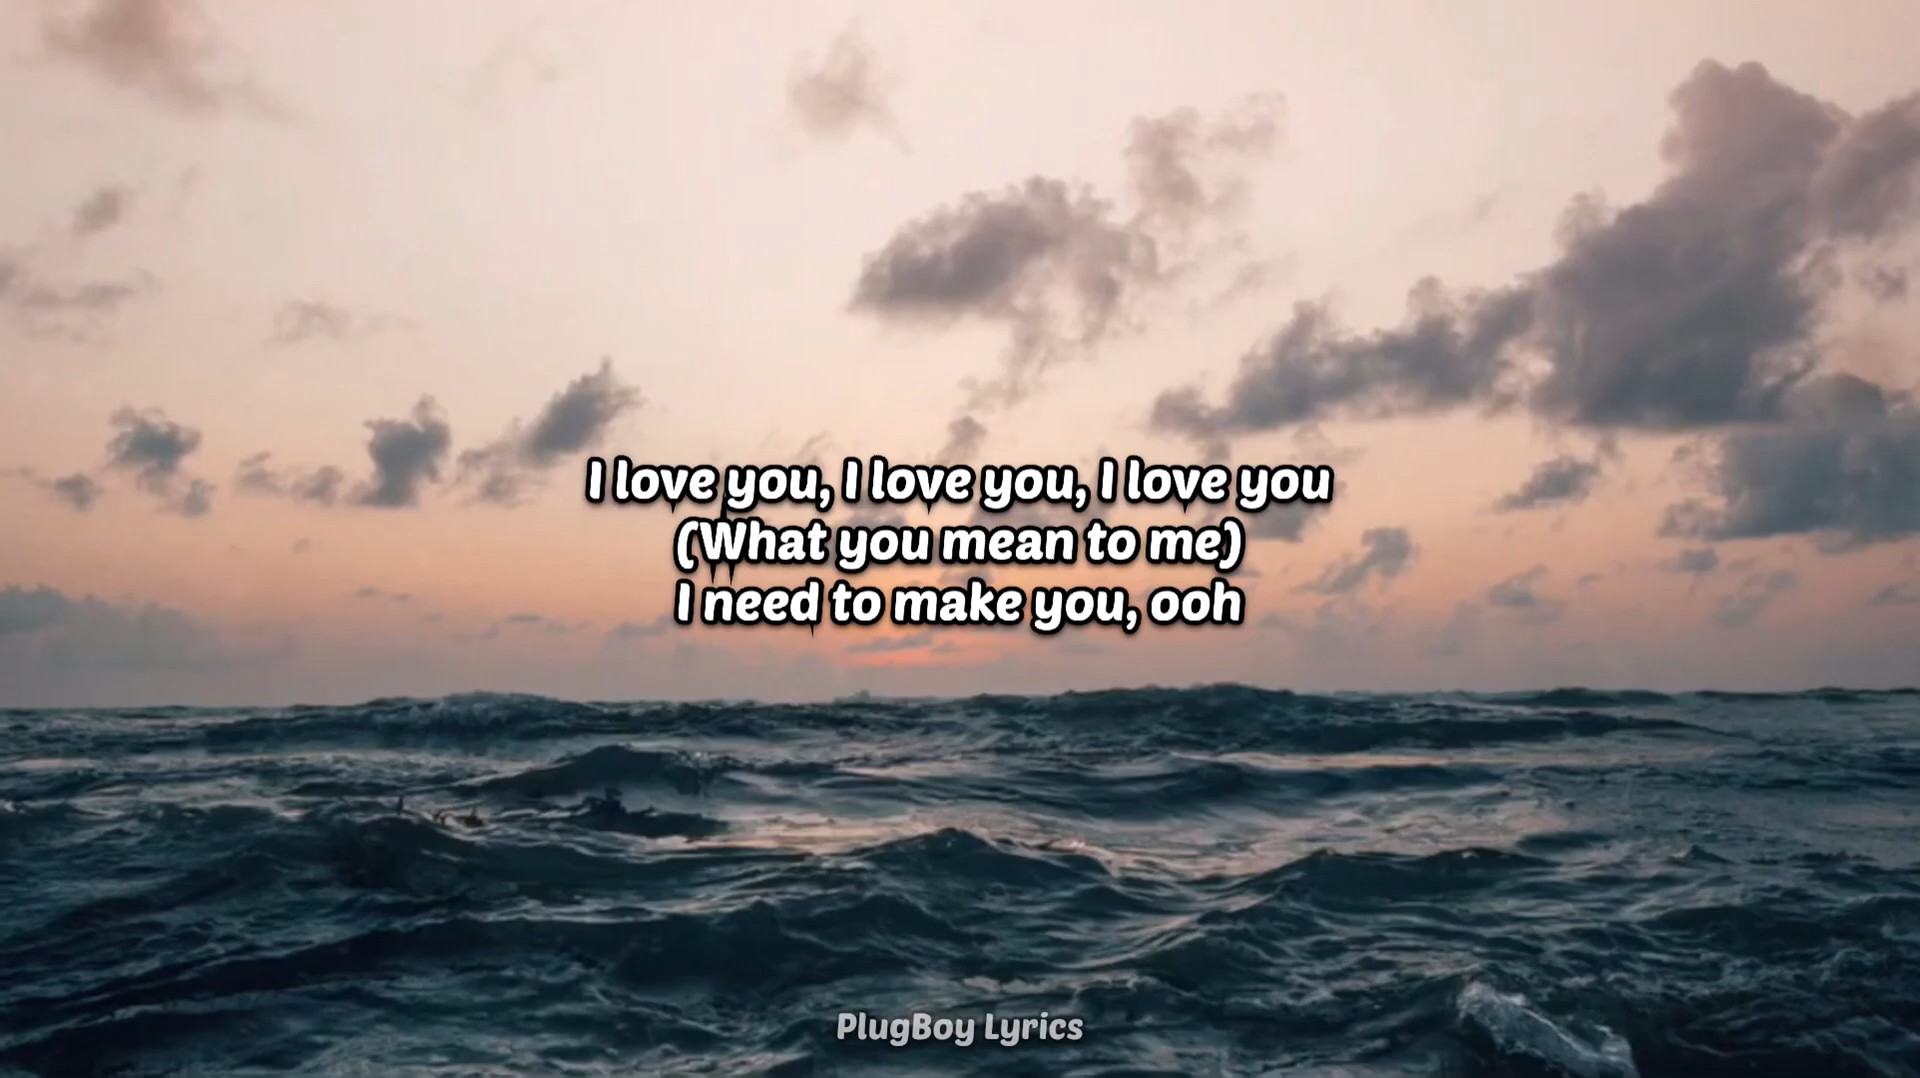 I love you, I love you, I love you
(What you mean to me)
I need to make you, ooh
PlugBoy Lyrics